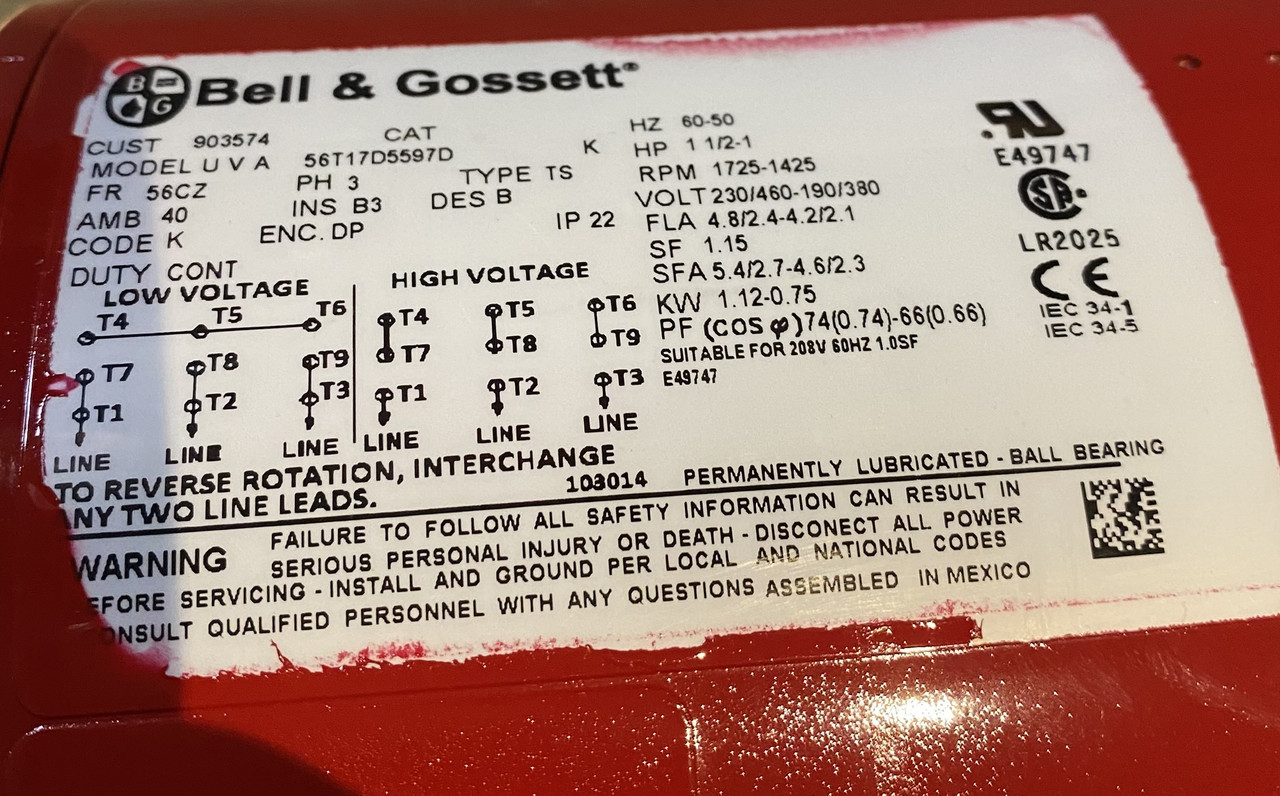 B G Bell & Gossett®
CUST 903574 CAT
MODEL U V A 56T17D5597D K
FR 56CZ PH 3 TYPE TS
AMB 40 INS B3 DES B
CODE K ENC. DP IP 22
DUTY CONT
HZ 60-50
HP 1 1/2-1
RPM 1725-1425
VOLT 230/460-190/380
FLA 4.8/2.4-4.2/2.1
SF 1.15
SFA 5.4/2.7-4.6/2.3
KW 1.12-0.75
PF (COS φ)74(0.74)-66(0.66)
SUITABLE FOR 208V 60HZ 1.0SF
E49747
RU
E49747
SA
LR2025
CE
IEC 34-1
IEC 34-5
LOW VOLTAGE
T4 T5 T6
T7 T8 T9
T1 T2 T3
LINE LINE LINE
HIGH VOLTAGE
T4 T5 T6
T7 T8 T9
T1 T2 T3
LINE LINE LINE
TO REVERSE ROTATION, INTERCHANGE
ANY TWO LINE LEADS.
103014 PERMANENTLY LUBRICATED - BALL BEARING
WARNING
FAILURE TO FOLLOW ALL SAFETY INFORMATION CAN RESULT IN
SERIOUS PERSONAL INJURY OR DEATH - DISCONECT ALL POWER
EFORE SERVICING - INSTALL AND GROUND PER LOCAL AND NATIONAL CODES
ONSULT QUALIFIED PERSONNEL WITH ANY QUESTIONS ASSEMBLED IN MEXICO